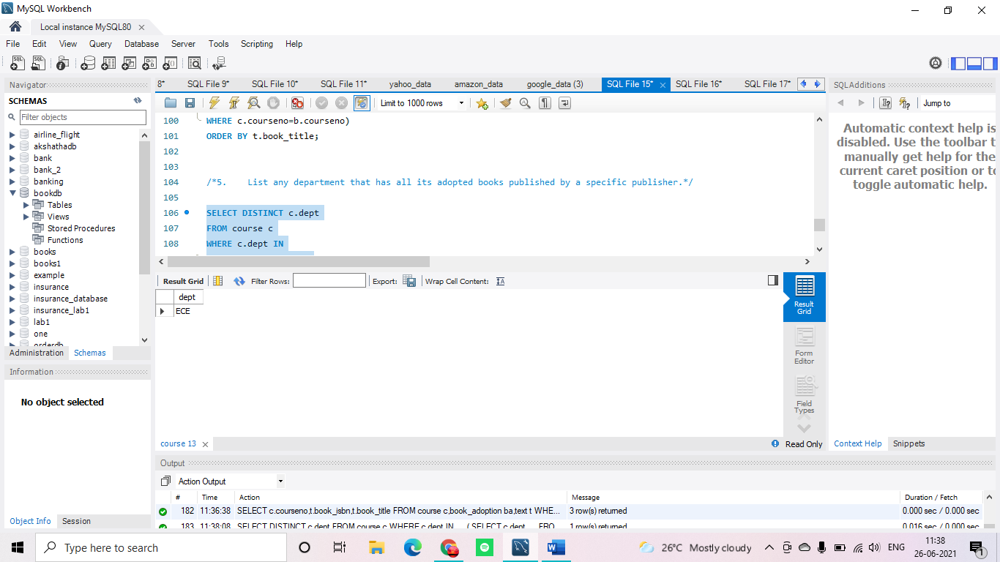 MySQL Workbench
Local instance MySQL80
File Edit View Query Database Server Tools Scripting Help
Navigator
SCHEMAS
Filter objects
airline_flight
akshathadb
bank
bank_2
banking
bookdb
Tables
Views
Stored Procedures
Functions
books
books1
example
insurance
insurance_database
insurance_lab1
lab1
one
orderdb
Administration Schemas
Information
No object selected
Object Info Session
8* SQL File 9* SQL File 10* SQL File 11* yahoo_data amazon_data google_data (3) SQL File 15* SQL File 16* SQL File 17*
Limit to 1000 rows
100 WHERE c.courseno=b.courseno)
101 ORDER BY t.book_title;
102
103
104 /*5. List any department that has all its adopted books published by a specific publisher.*/
105
106 SELECT DISTINCT c.dept
107 FROM course c
108 WHERE c.dept IN
Result Grid Filter Rows: Export: Wrap Cell Content:
dept
ECE
Result
Grid
Form
Editor
Field
Types
course 13
Read Only
SQLAdditions
Jump to
Automatic context help is
disabled. Use the toolbar t
manually get help for the
current caret position or to
toggle automatic help.
Context Help Snippets
Output
Action Output
# Time Action Message Duration / Fetch
182 11:36:38 SELECT c.courseno,t.book_isbn,t.book_title FROM course c,book_adoption ba,text t WHE... 3 row(s) returned 0.000 sec / 0.000 sec
183 11:38:08 SELECT DISTINCT c.dept FROM course c WHERE c.dept IN ( SELECT c.dept FRO... 1 row(s) returned 0.016 sec / 0.000 sec
Type here to search
26°C Mostly cloudy
ENG
11:38
26-06-2021
1